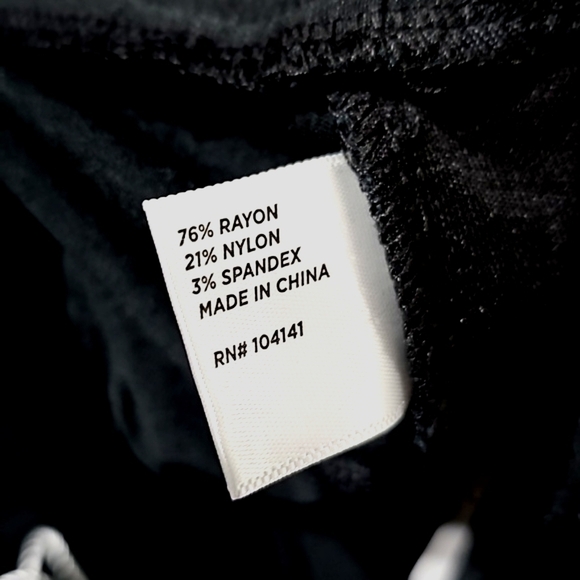 76% RAYON
21% NYLON
3% SPANDEX
MADE IN CHINA
RN# 104141